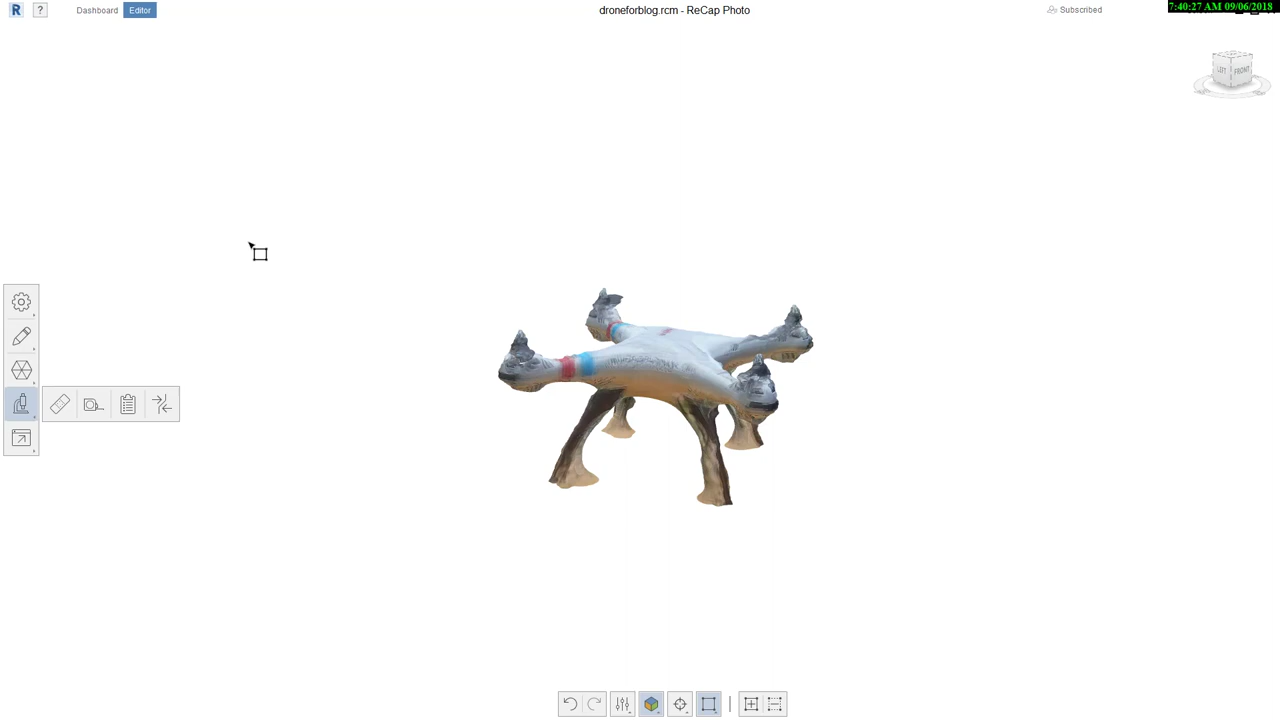 R ? Dashboard Editor droneforblog.rcm - ReCap Photo Subscribed 7:40:27 AM 09/06/2018
LEFT FRONT